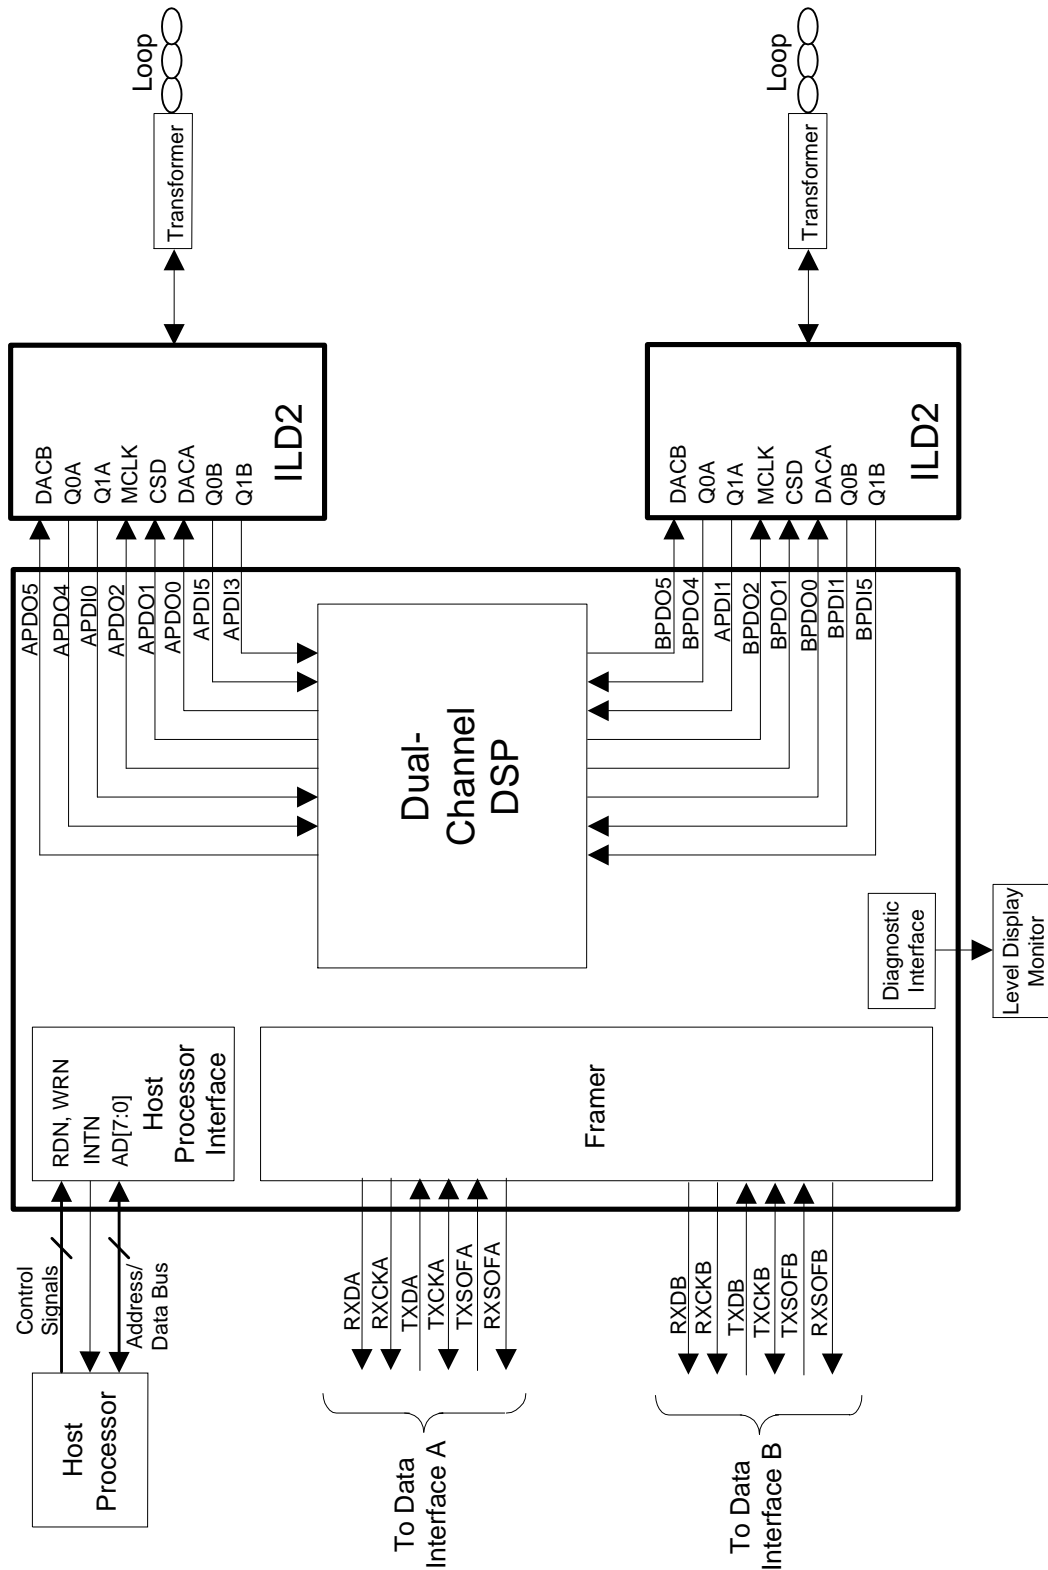 Host
Processor
Control
Signals
Address/
Data Bus
RDN, WRN
INTN
AD[7:0]
Host
Processor
Interface
To Data
Interface A
RXDA
RXCKA
TXDA
TXCKA
TXSOFA
RXSOFA
To Data
Interface B
RXDB
RXCKB
TXDB
TXCKB
TXSOFB
RXSOFB
Framer
Dual-
Channel
DSP
Diagnostic
Interface
Level Display
Monitor
APDO5
APDO4
APDI0
APDO2
APDO1
APDO0
APDI5
APDI3
DACB
Q0A
Q1A
MCLK
CSD
DACA
Q0B
Q1B
ILD2
Transformer
Loop
BPDO5
BPDO4
APDI1
BPDO2
BPDO1
BPDO0
BPDI1
BPDI5
DACB
Q0A
Q1A
MCLK
CSD
DACA
Q0B
Q1B
ILD2
Transformer
Loop